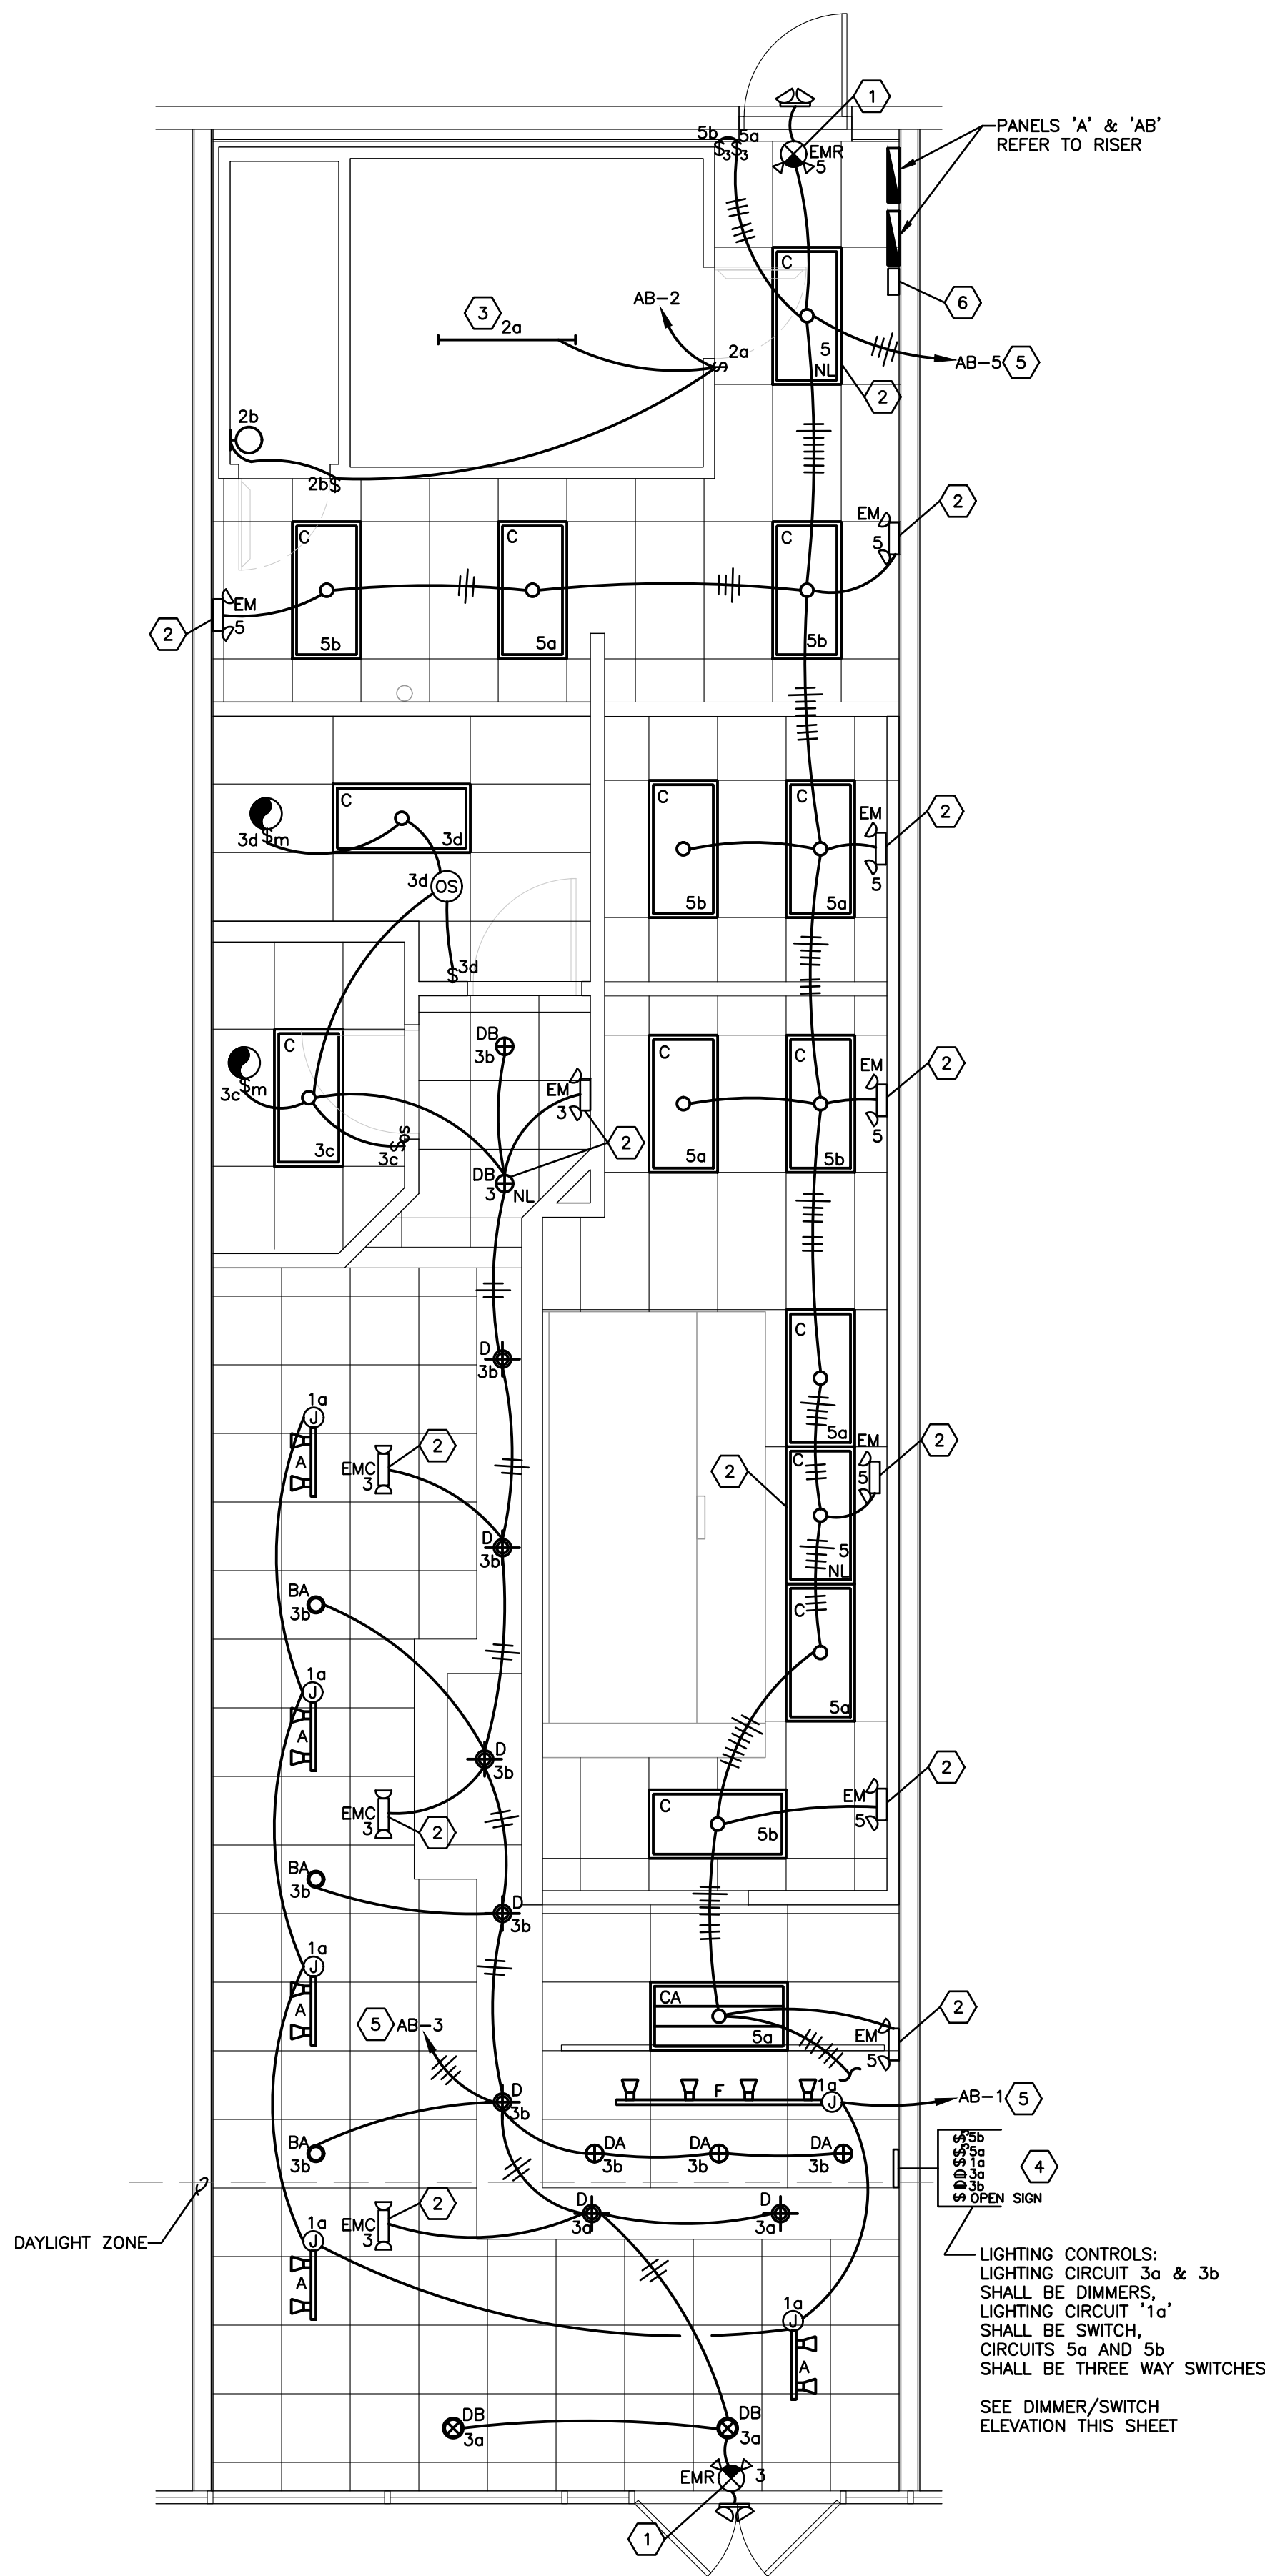 1
5b
5a
$3 $3
EMR
5
PANELS 'A' & 'AB'
REFER TO RISER
C
6
3
2a
AB-2
2a
5
NL
AB-5
5
2
2b
2b$
EM
5
2
C
C
C
EM
5
2
5b
5a
5b
C
3d
$m
3d
C
C
EM
5
2
5b
5a
3d
OS
$
3d
DB
3b
C
3c
$m
3c
3c
$OS
EM
3
2
DB
3
NL
C
C
EM
5
2
5a
5b
D
3b
C
5a
1a
J
A
EMC
3
2
D
3b
2
C
EM
5
2
5
NL
BA
3b
C
5a
1a
J
A
D
3b
EMC
3
2
C
5b
EM
5
2
BA
3b
D
3b
1a
J
A
CA
5a
EM
5
2
5
AB-3
D
3b
F
1a
J
AB-1
5
BA
3b
DA
3b
DA
3b
DA
3b
$ 5b
$ 5a
$ 1a
D 3a
D 3b
$ OPEN SIGN
4
DAYLIGHT ZONE
1a
J
A
EMC
3
2
D
3a
D
3a
LIGHTING CONTROLS:
LIGHTING CIRCUIT 3a & 3b
SHALL BE DIMMERS,
LIGHTING CIRCUIT '1a'
SHALL BE SWITCH,
CIRCUITS 5a AND 5b
SHALL BE THREE WAY SWITCHES
1a
J
A
SEE DIMMER/SWITCH
ELEVATION THIS SHEET
DB
3a
DB
3a
EMR
3
1